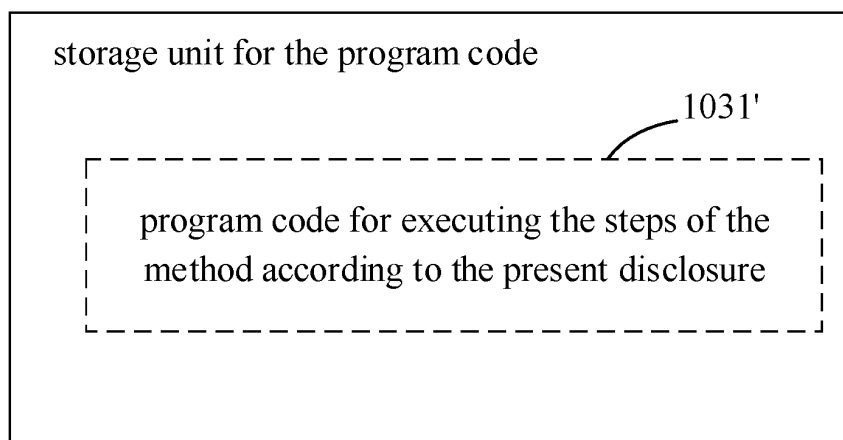 storage unit for the program code
1031'
program code for executing the steps of the
method according to the present disclosure